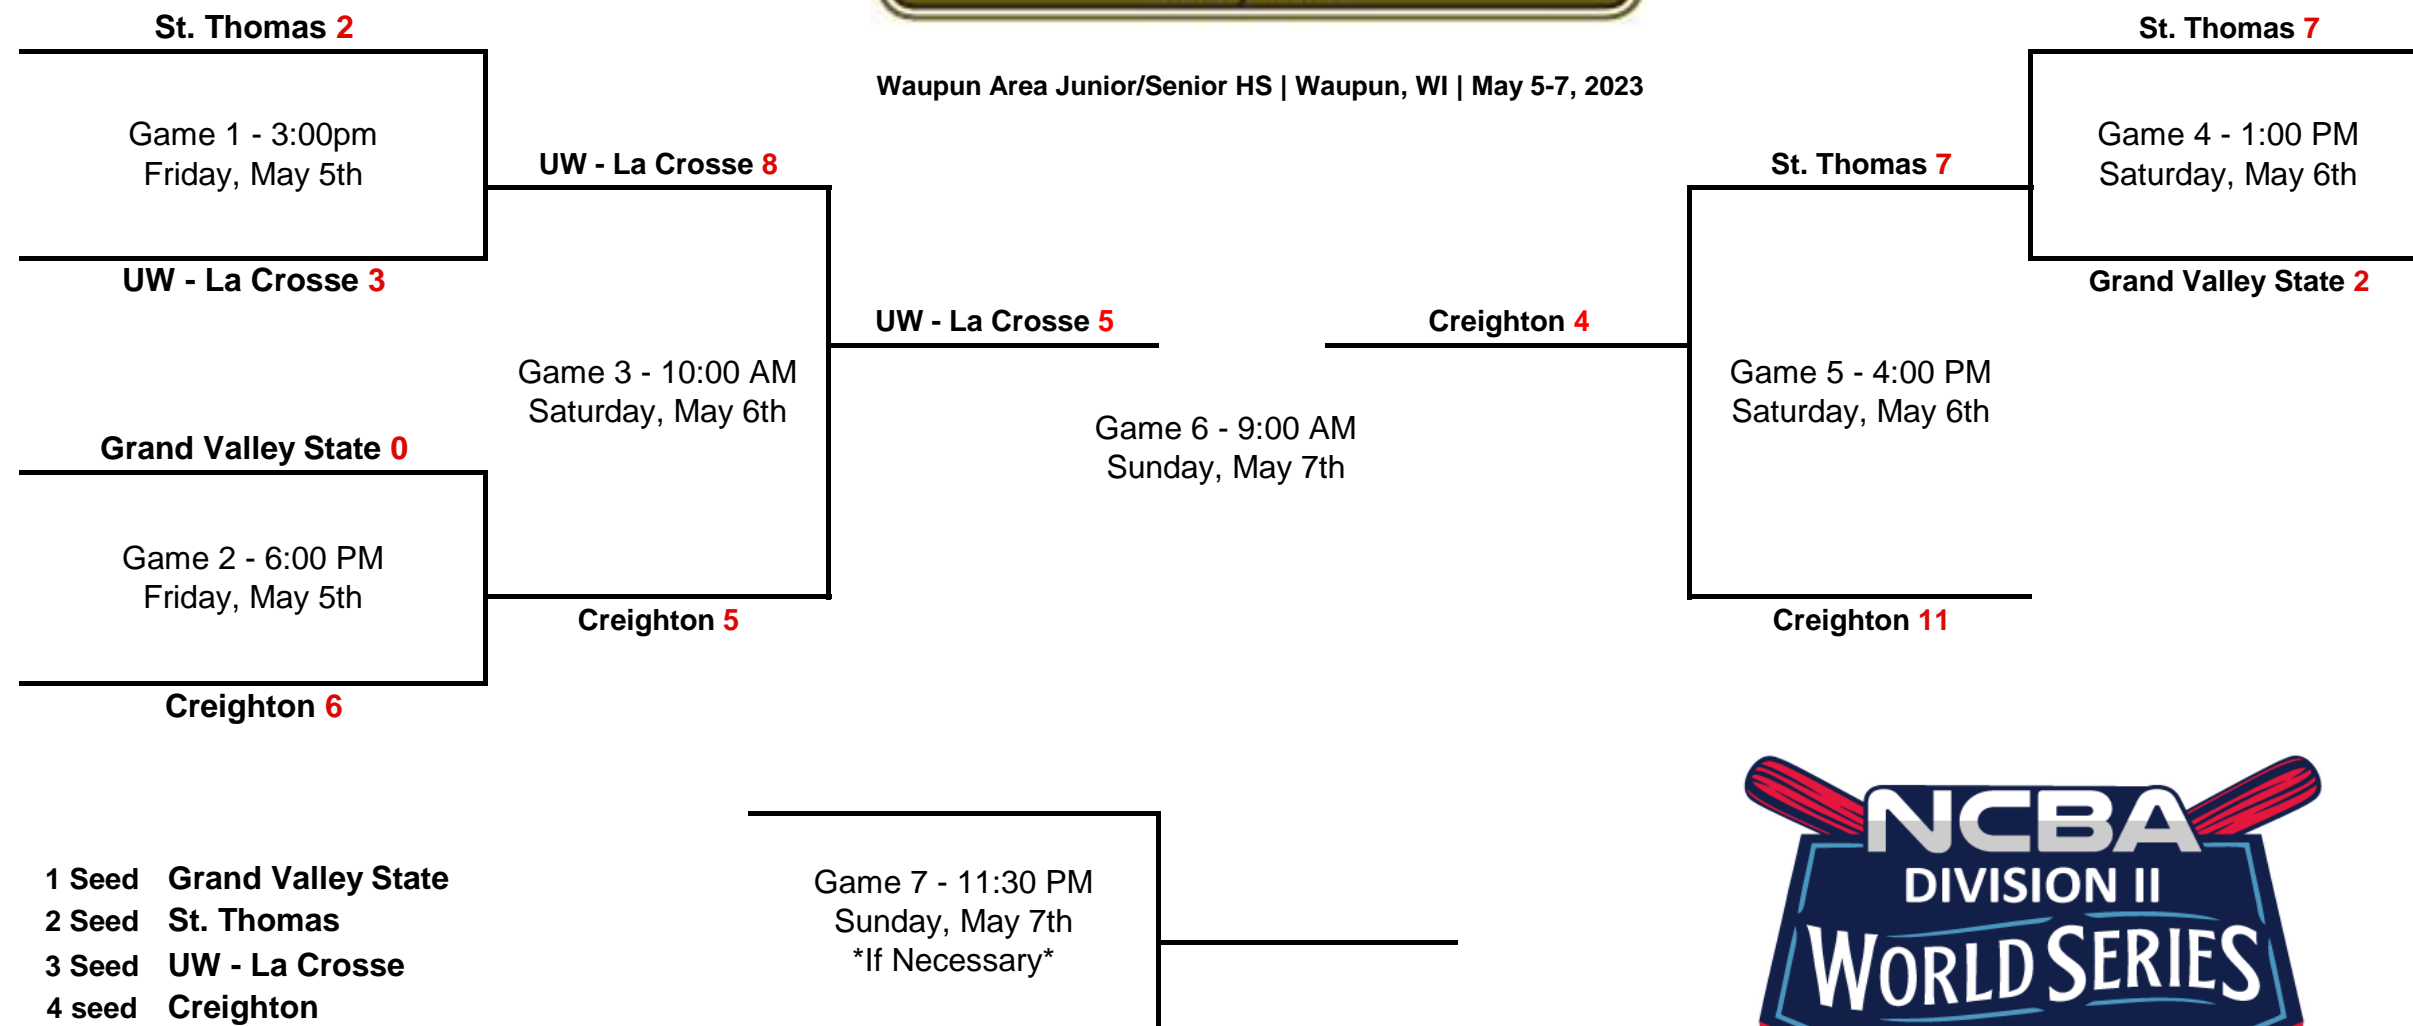 St. Thomas 2
St. Thomas 7
Waupun Area Junior/Senior HS | Waupun, WI | May 5-7, 2023
Game 1 - 3:00pm
Friday, May 5th
Game 4 - 1:00 PM
Saturday, May 6th
UW - La Crosse 8
St. Thomas 7
UW - La Crosse 3
Grand Valley State 2
UW - La Crosse 5
Creighton 4
Game 3 - 10:00 AM
Saturday, May 6th
Game 5 - 4:00 PM
Saturday, May 6th
Game 6 - 9:00 AM
Sunday, May 7th
Grand Valley State 0
Game 2 - 6:00 PM
Friday, May 5th
Creighton 5
Creighton 11
Creighton 6
1 Seed Grand Valley State
2 Seed St. Thomas
3 Seed UW - La Crosse
4 seed Creighton
Game 7 - 11:30 PM
Sunday, May 7th
*If Necessary*
NCBA
DIVISION II
WORLD SERIES